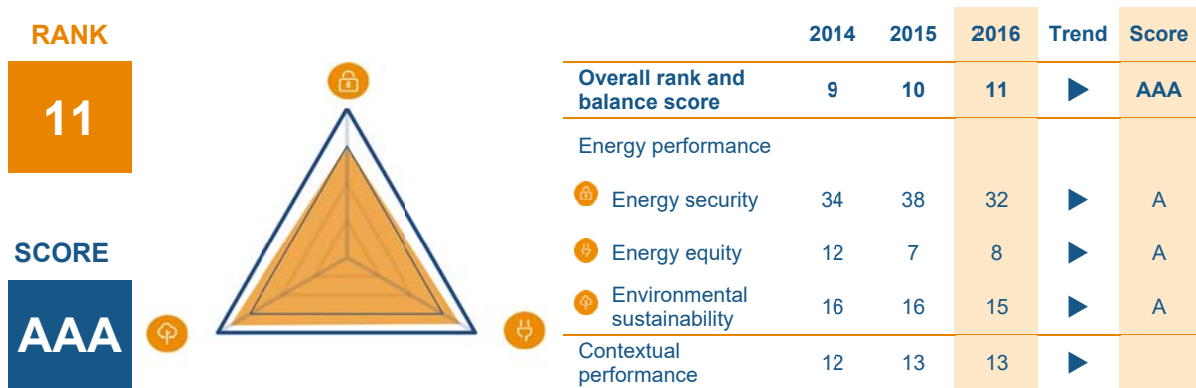 RANK
11
SCORE
AAA
2014 2015 2016 Trend Score
Overall rank and
balance score 9 10 11 AAA
Energy performance
Energy security 34 38 32 A
Energy equity 12 7 8 A
Environmental
sustainability 16 16 15 A
Contextual
performance 12 13 13